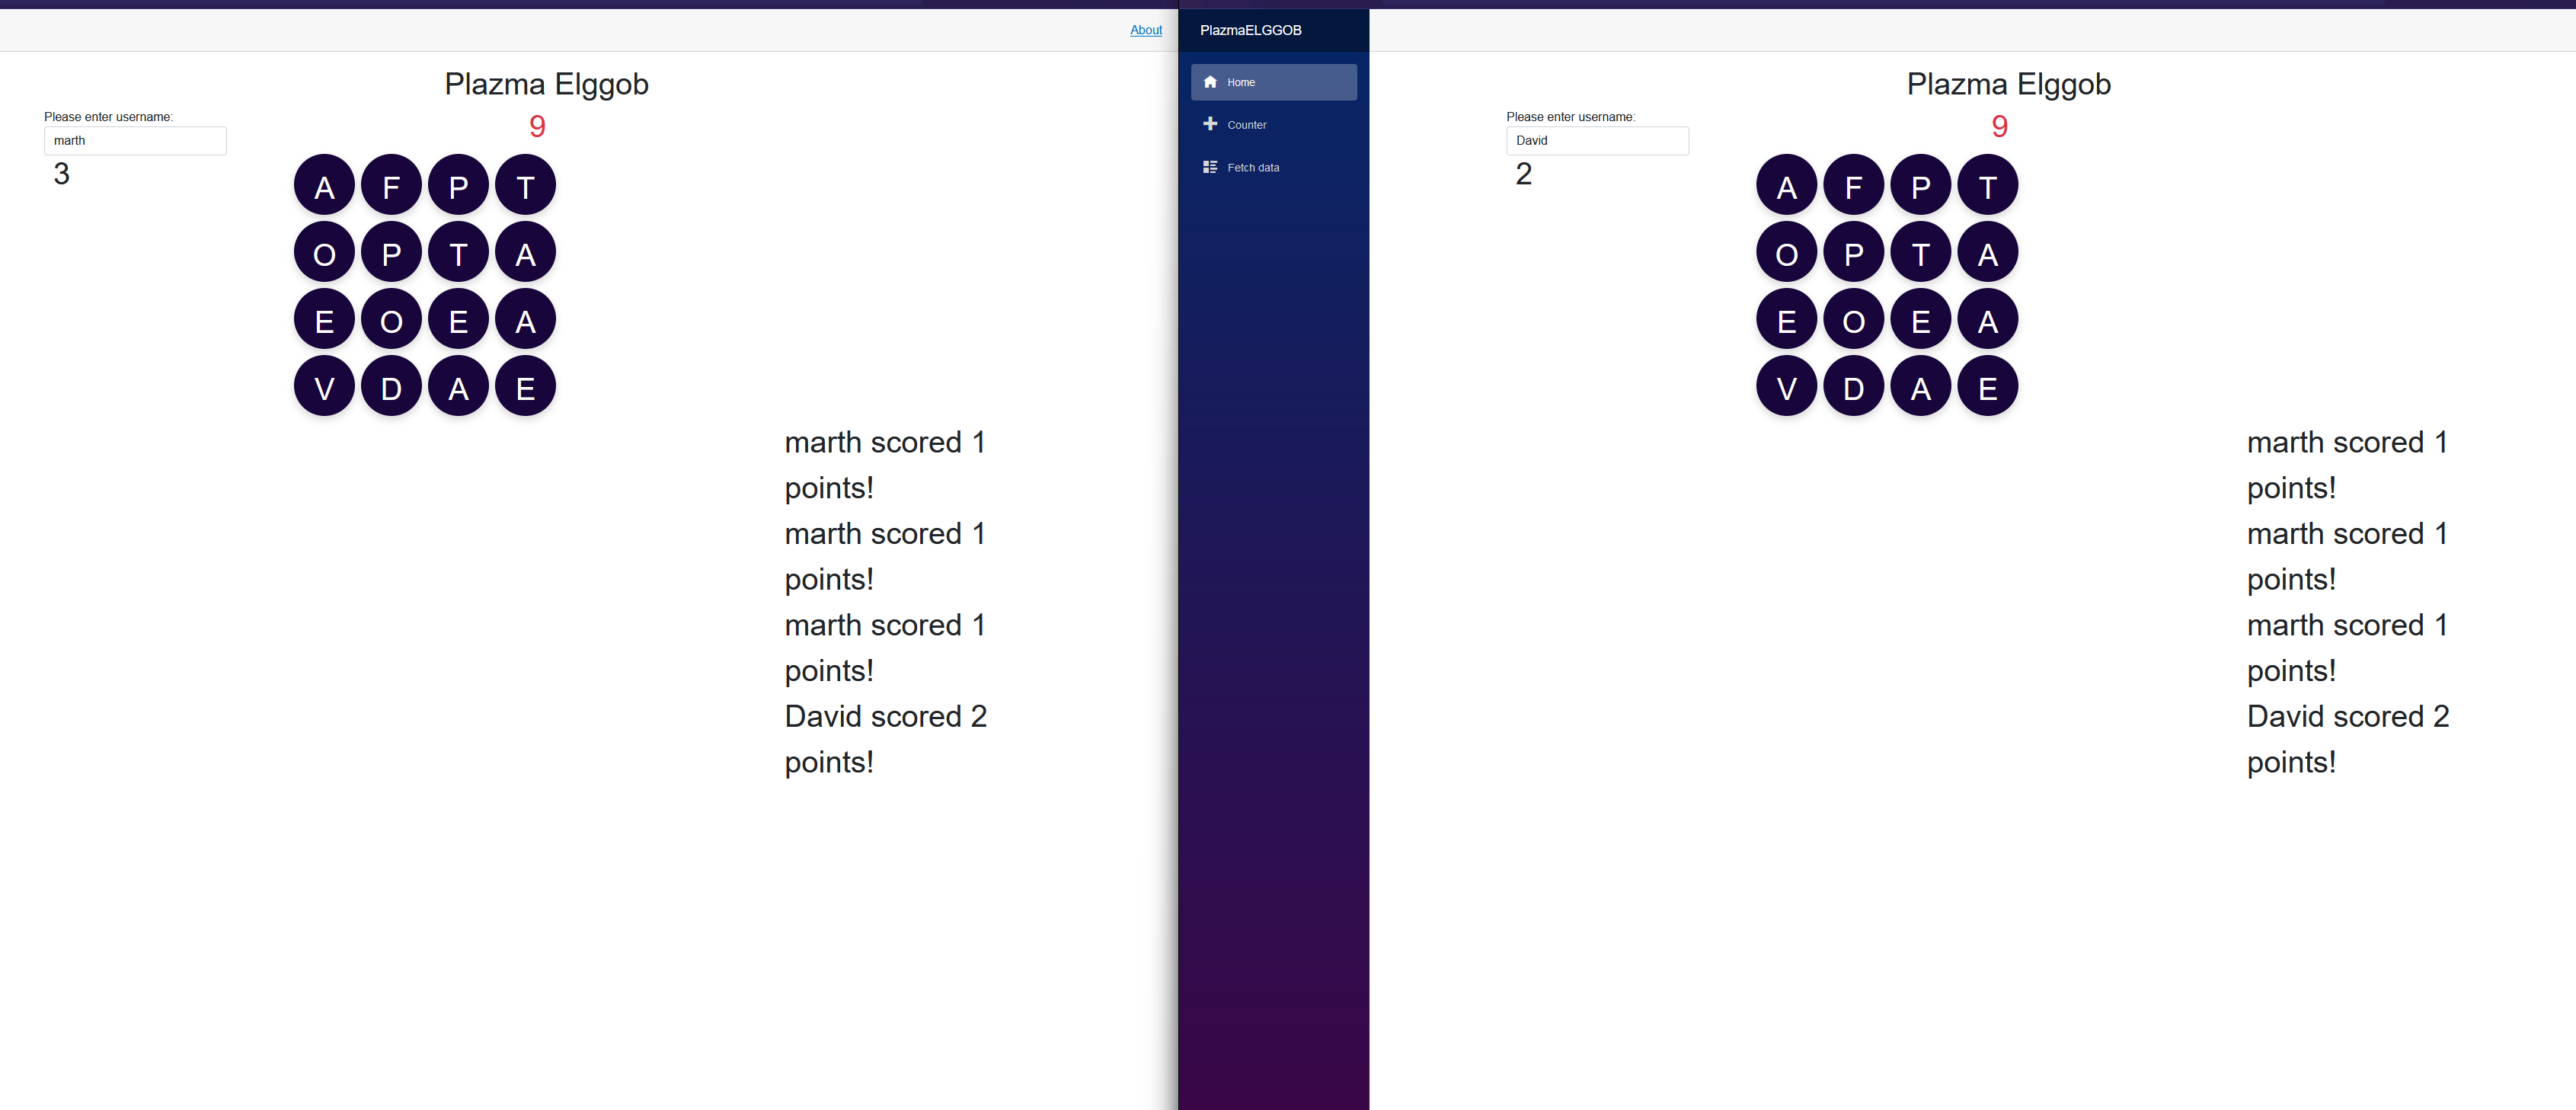 About
Plazma Elggob
Please enter username:
marth
9
3
A F P T
O P T A
E O E A
V D A E
marth scored 1
points!
marth scored 1
points!
marth scored 1
points!
David scored 2
points!
PlazmaELGGOB
Home
Counter
Fetch data
Plazma Elggob
Please enter username:
David
9
2
A F P T
O P T A
E O E A
V D A E
marth scored 1
points!
marth scored 1
points!
marth scored 1
points!
David scored 2
points!